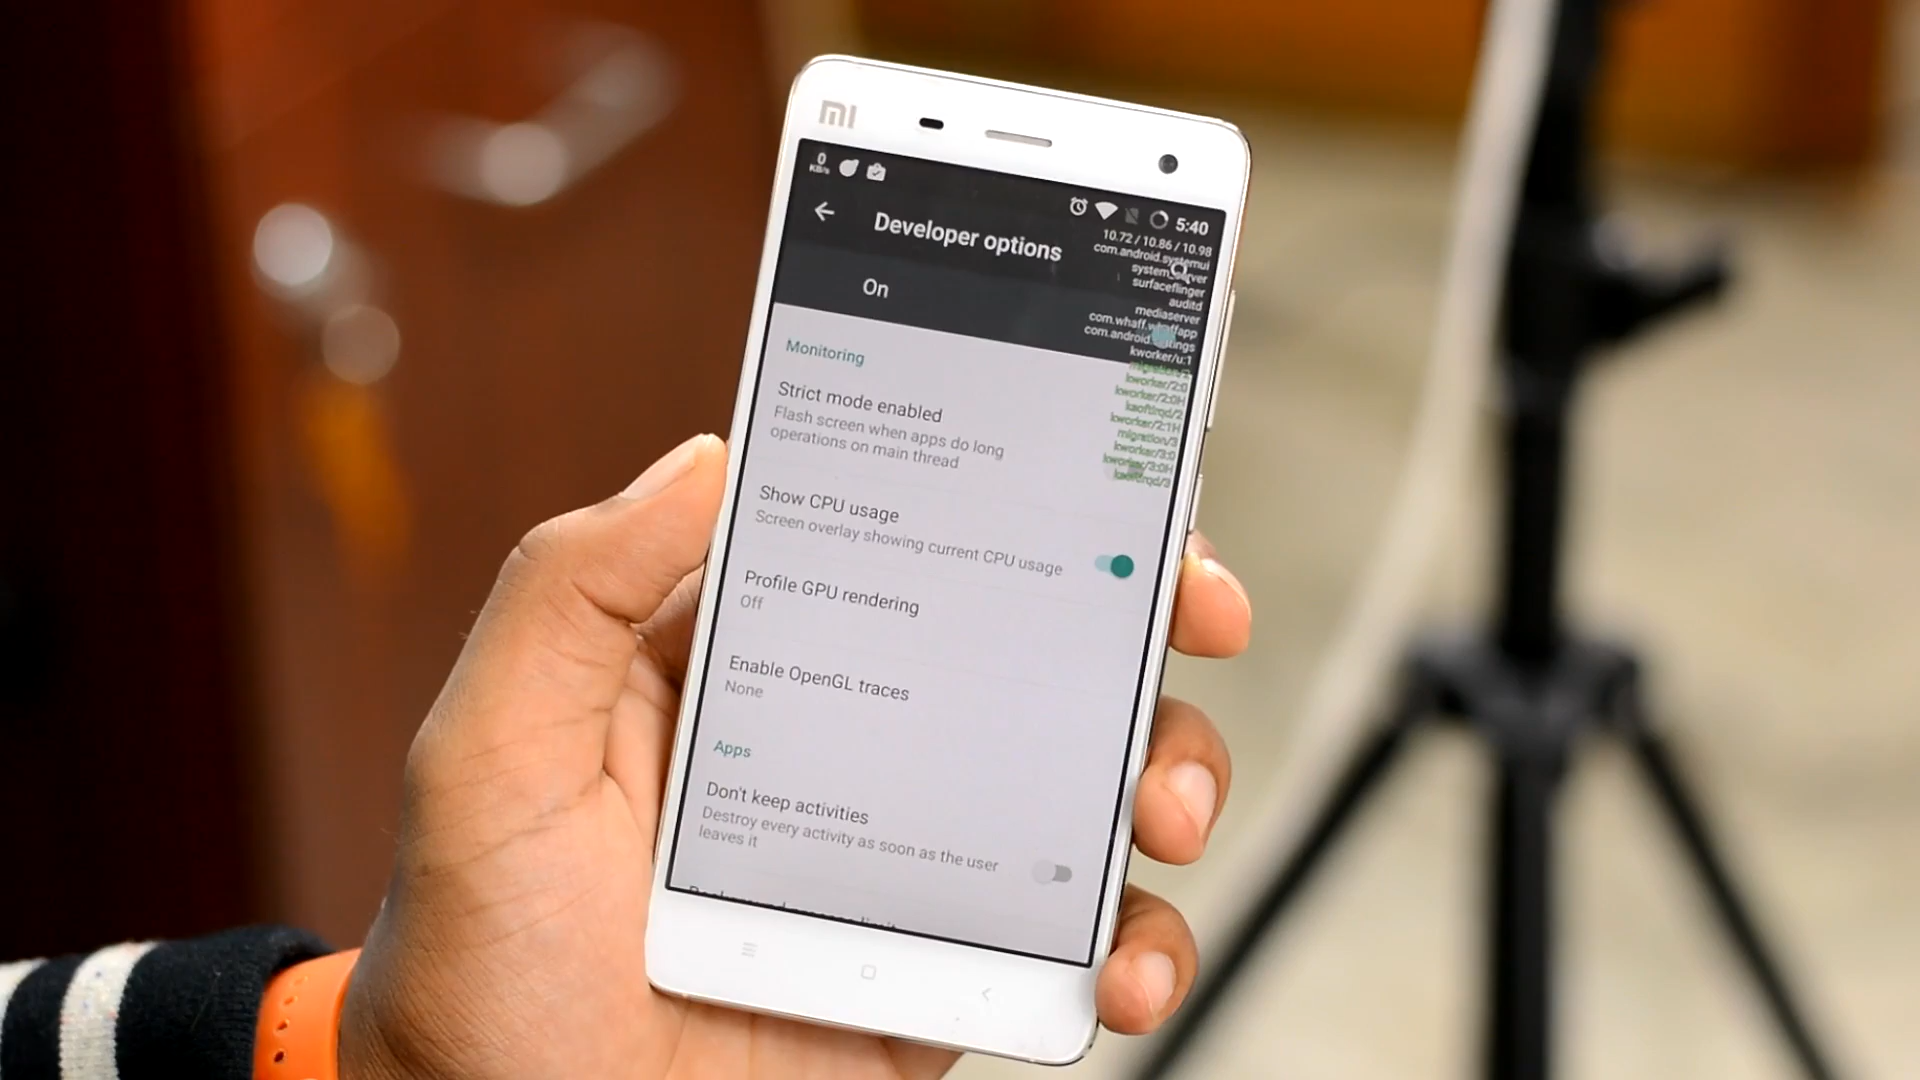 MI
0
KB/s
5:40
Developer options
On
10.72 / 10.86 / 10.98
com.android.systemui
system_server
surfaceflinger
auditd
mediaserver
com.whaff.whaffapp
com.android.settings
kworker/u:1
migration/2
kworker/2:0
kworker/2:0H
ksoftirqd/2
kworker/2:1H
migration/3
kworker/3:0
kworker/3:0H
ksoftirqd/3
Monitoring
Strict mode enabled
Flash screen when apps do long
operations on main thread
Show CPU usage
Screen overlay showing current CPU usage
Profile GPU rendering
Off
Enable OpenGL traces
None
Apps
Don't keep activities
Destroy every activity as soon as the user
leaves it